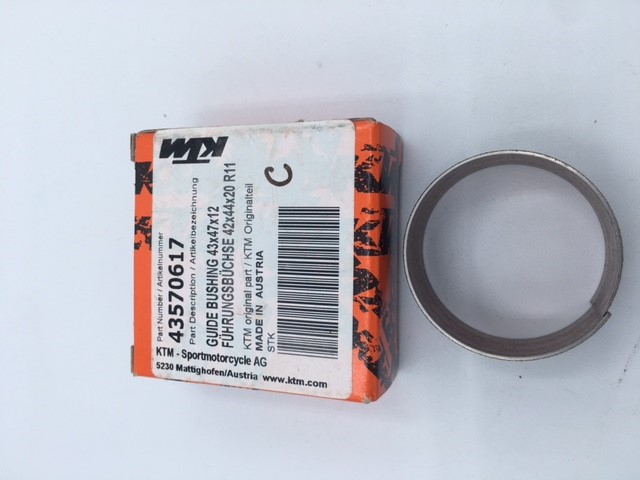 KTM
Part Number / Artikelnummer
43570617
Part Description / Artikelbezeichnung
GUIDE BUSHING 43x47x12
FÜHRUNGSBÜCHSE 42x44x20 R11
KTM original part / KTM Originalteil
MADE IN AUSTRIA
STK
C
KTM - Sportmotorcycle AG
5230 Mattighofen/Austria www.ktm.com